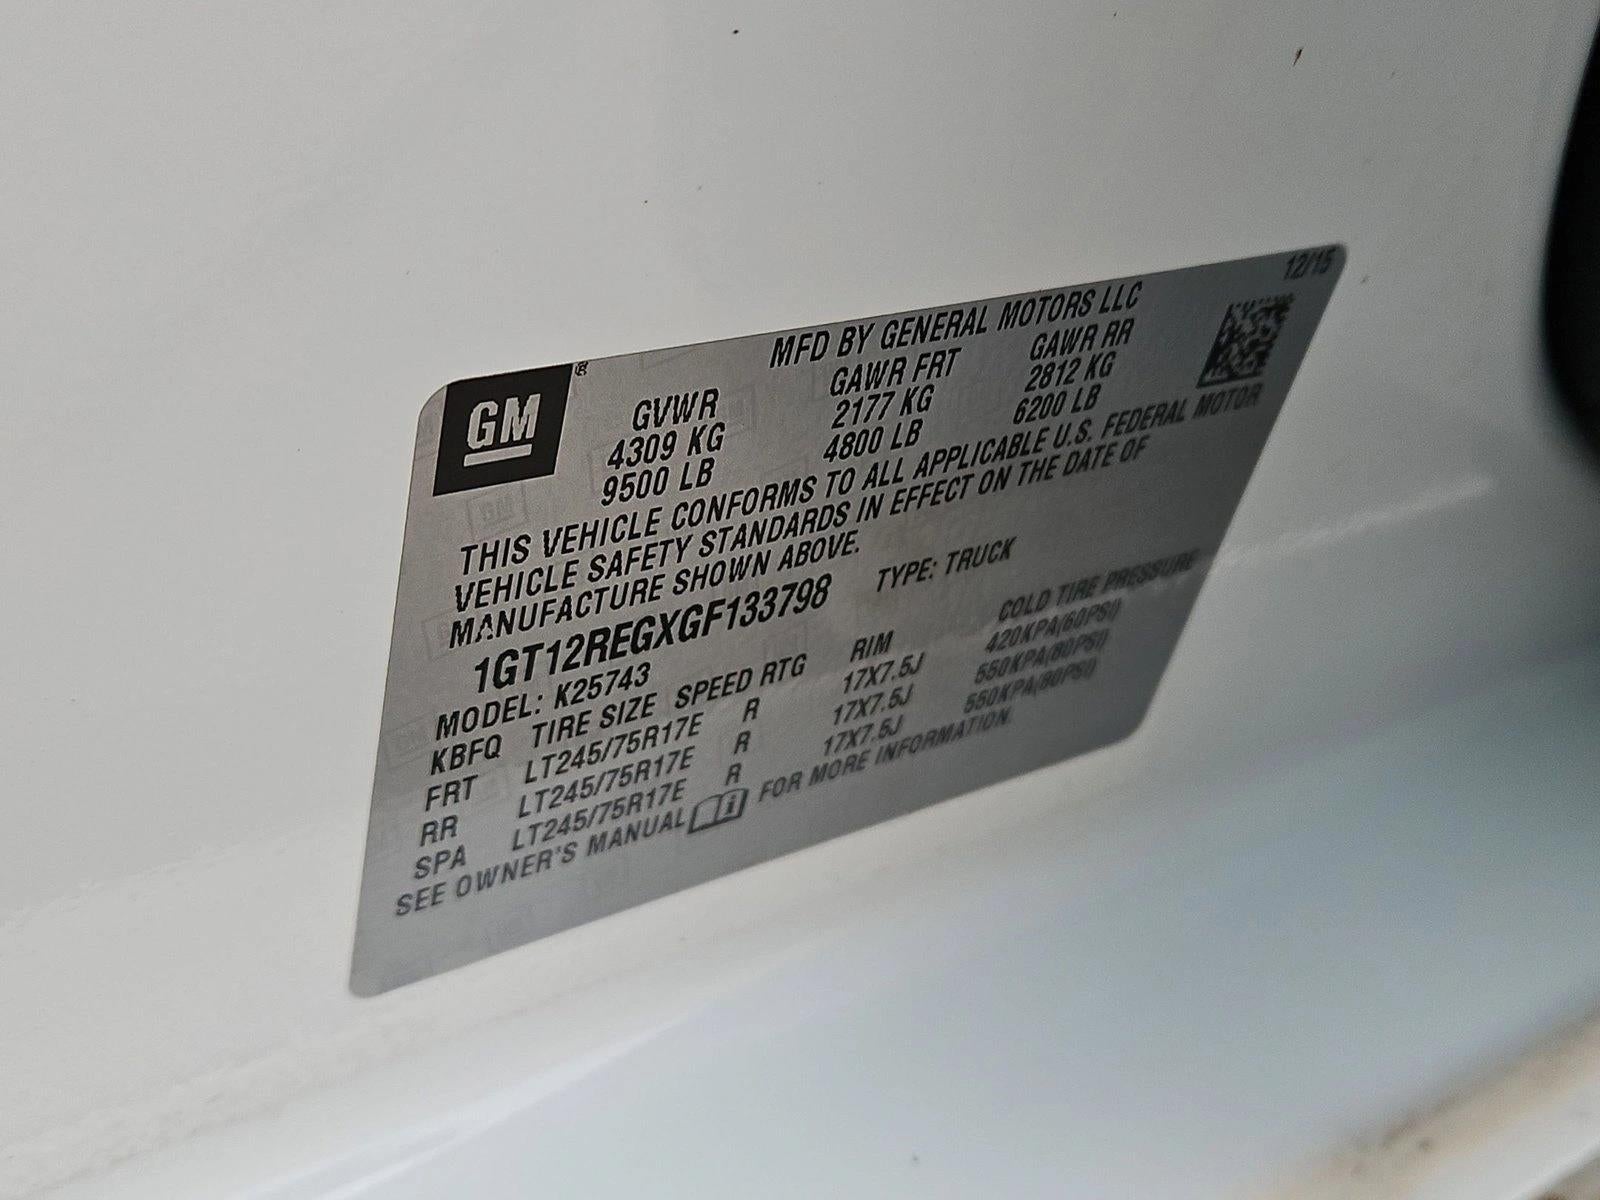 12/15
MFD BY GENERAL MOTORS LLC
GM®
GVWR GAWR FRT GAWR RR
4309 KG 2177 KG 2812 KG
9500 LB 4800 LB 6200 LB
THIS VEHICLE CONFORMS TO ALL APPLICABLE U.S. FEDERAL MOTOR
VEHICLE SAFETY STANDARDS IN EFFECT ON THE DATE OF
MANUFACTURE SHOWN ABOVE.
1GT12REGXGF133798 TYPE: TRUCK
MODEL: K25743
KBFQ TIRE SIZE SPEED RTG RIM COLD TIRE PRESSURE
FRT LT245/75R17E R 17X7.5J 420KPA(60PSI)
RR LT245/75R17E R 17X7.5J 550KPA(80PSI)
SPA LT245/75R17E R 17X7.5J 550KPA(80PSI)
SEE OWNER'S MANUAL FOR MORE INFORMATION.